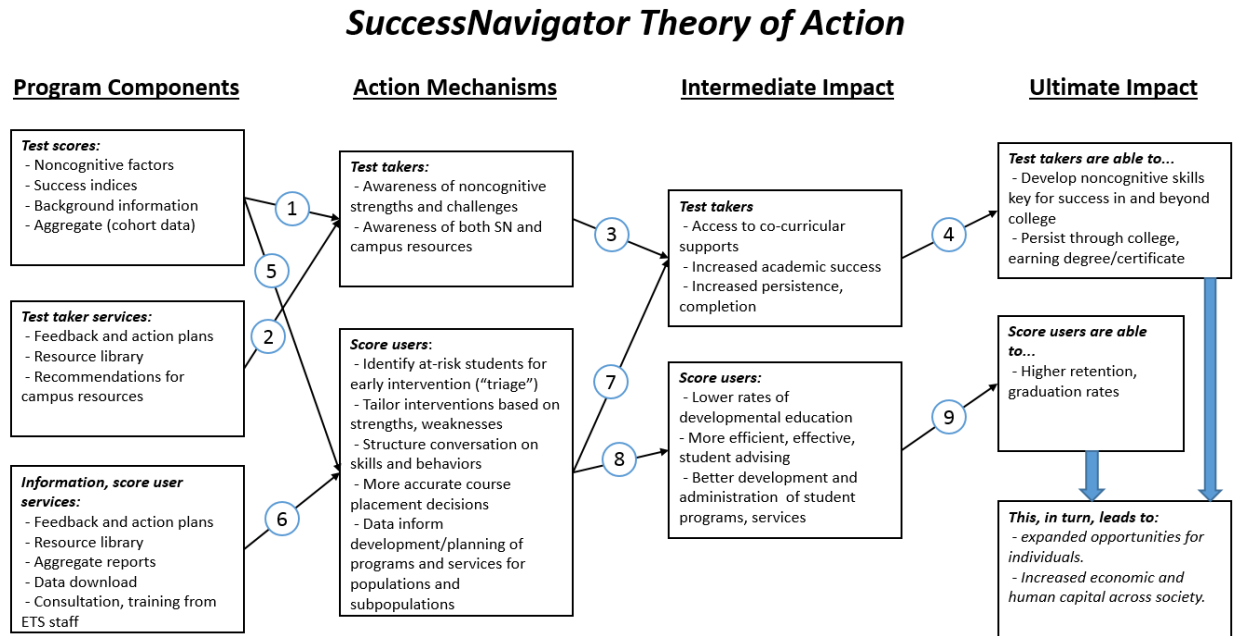 SuccessNavigator Theory of Action
Program Components
Action Mechanisms
Intermediate Impact
Ultimate Impact
Test scores:
- Noncognitive factors
- Success indices
- Background information
- Aggregate (cohort data)
Test taker services:
- Feedback and action plans
- Resource library
- Recommendations for
campus resources
Information, score user
services:
- Feedback and action plans
- Resource library
- Aggregate reports
- Data download
- Consultation, training from
ETS staff
1
5
2
6
Test takers:
- Awareness of noncognitive
strengths and challenges
- Awareness of both SN and
campus resources
Score users:
- Identify at-risk students for
early intervention (“triage”)
- Tailor interventions based on
strengths, weaknesses
- Structure conversation on
skills and behaviors
- More accurate course
placement decisions
- Data inform
development/planning of
programs and services for
populations and
subpopulations
3
7
8
Test takers
- Access to co-curricular
supports
- Increased academic success
- Increased persistence,
completion
Score users:
- Lower rates of
developmental education
- More efficient, effective,
student advising
- Better development and
administration of student
programs, services
4
9
Test takers are able to...
- Develop noncognitive skills
key for success in and beyond
college
- Persist through college,
earning degree/certificate
Score users are able
to...
- Higher retention,
graduation rates
This, in turn, leads to:
- expanded opportunities for
individuals.
- Increased economic and
human capital across society.